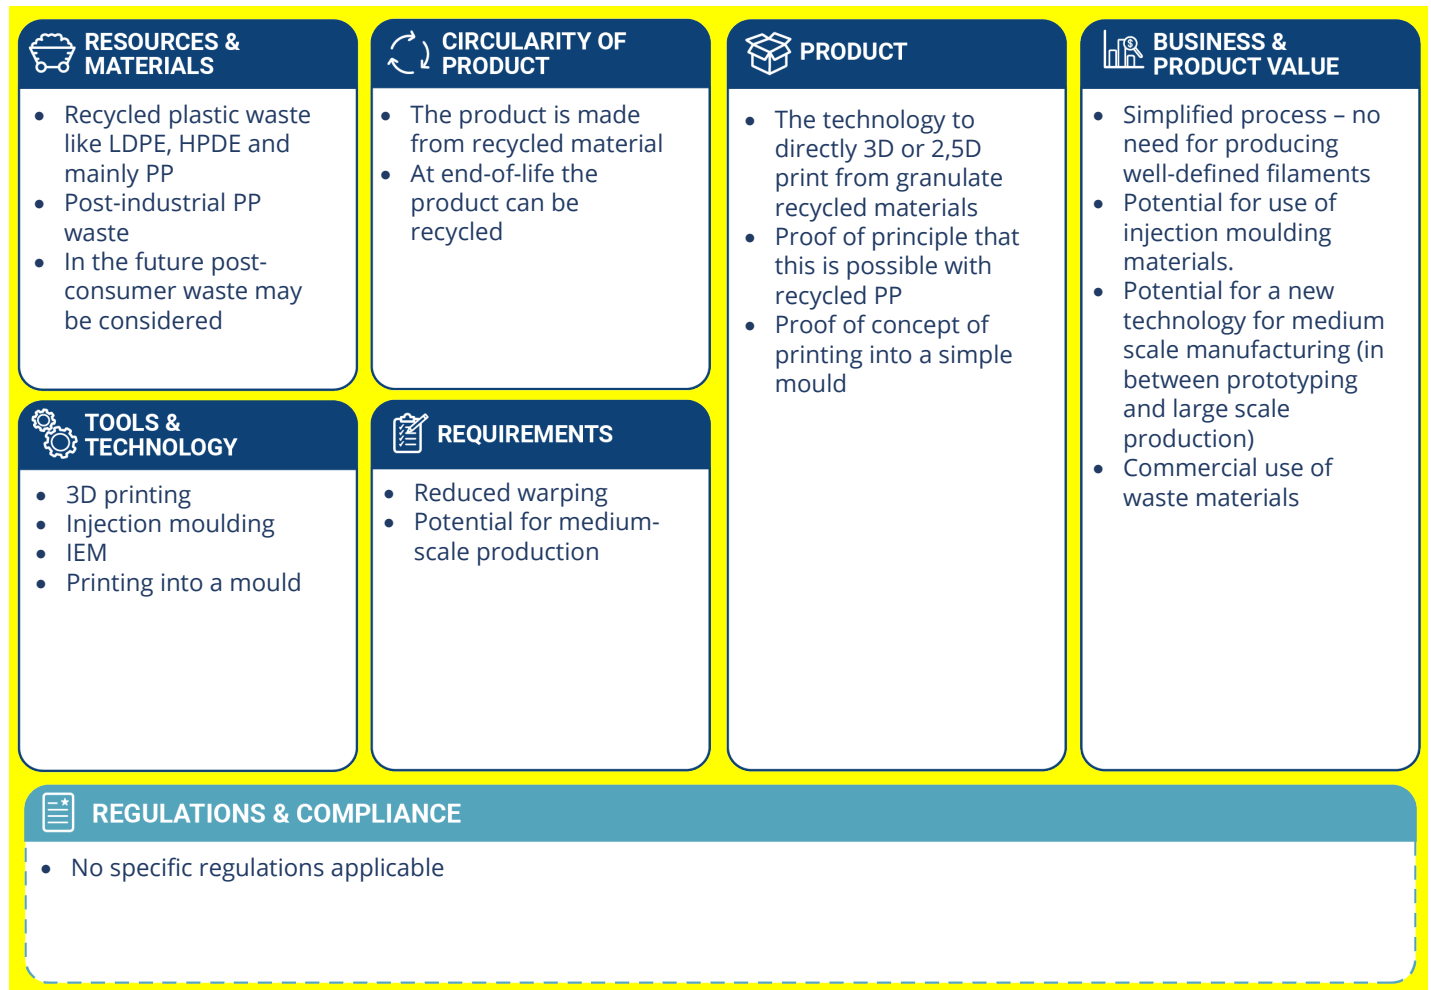 RESOURCES &
MATERIALS
• Recycled plastic waste
like LDPE, HPDE and
mainly PP
• Post-industrial PP
waste
• In the future post-
consumer waste may
be considered
CIRCULARITY OF
PRODUCT
• The product is made
from recycled material
• At end-of-life the
product can be
recycled
TOOLS &
TECHNOLOGY
• 3D printing
• Injection moulding
• IEM
• Printing into a mould
REQUIREMENTS
• Reduced warping
• Potential for medium-
scale production
PRODUCT
• The technology to
directly 3D or 2,5D
print from granulate
recycled materials
• Proof of principle that
this is possible with
recycled PP
• Proof of concept of
printing into a simple
mould
BUSINESS &
PRODUCT VALUE
• Simplified process – no
need for producing
well-defined filaments
• Potential for use of
injection moulding
materials.
• Potential for a new
technology for medium
scale manufacturing (in
between prototyping
and large scale
production)
• Commercial use of
waste materials
REGULATIONS & COMPLIANCE
• No specific regulations applicable